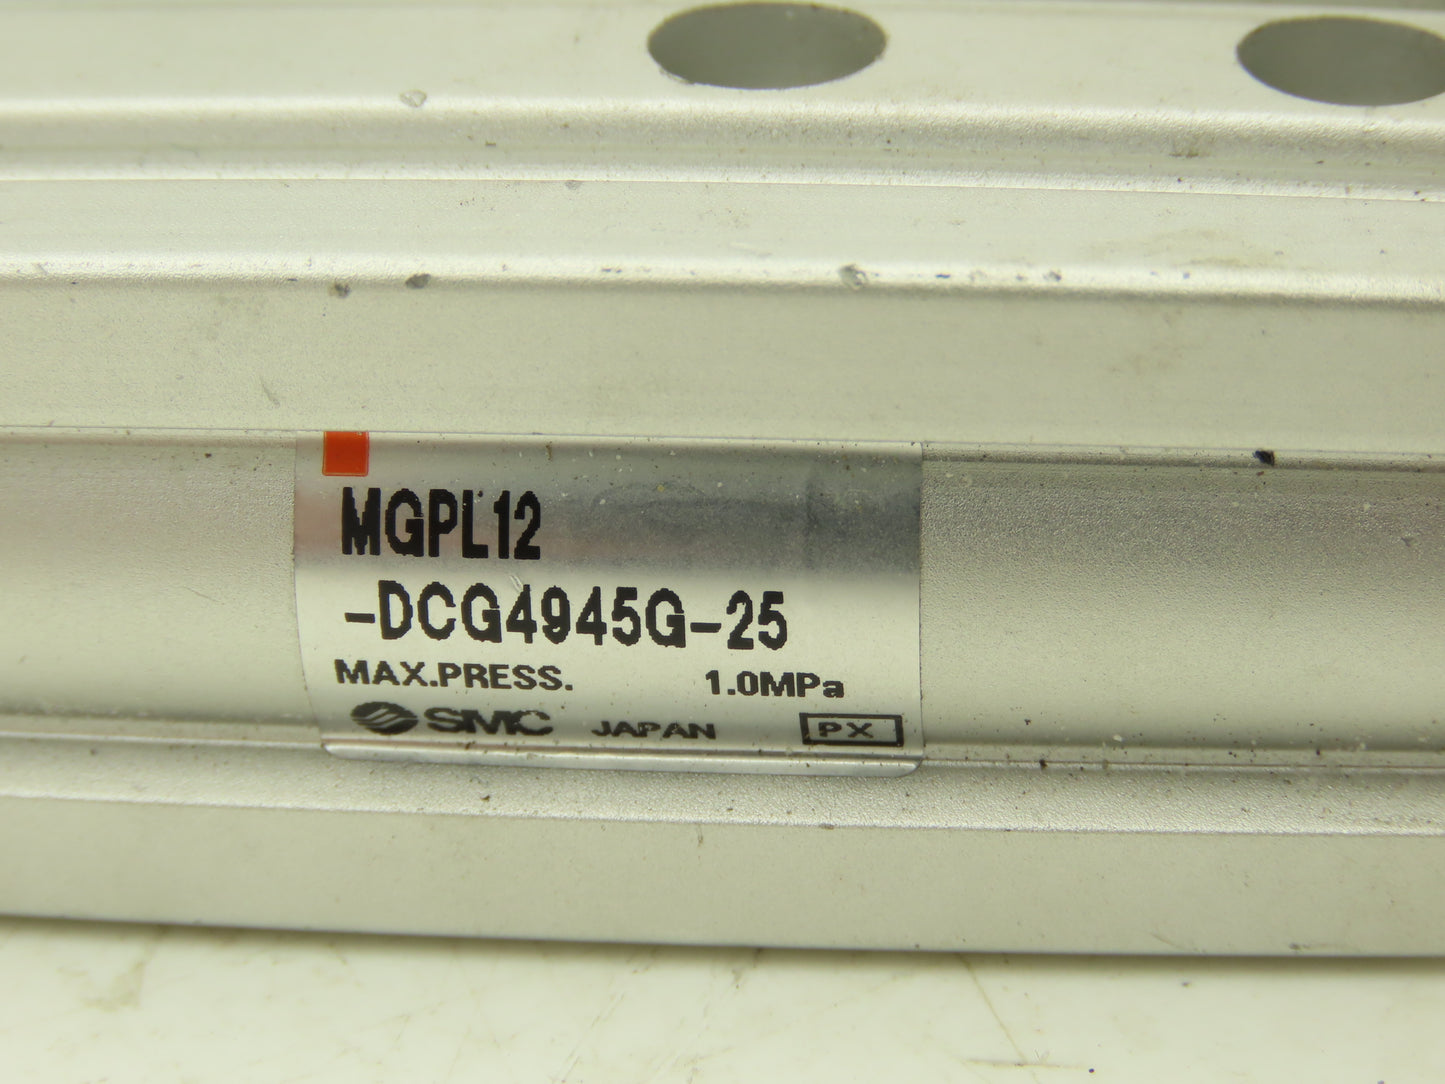 MGPL12
-DCG4945G-25
MAX.PRESS. 1.0MPa
SMC JAPAN PX